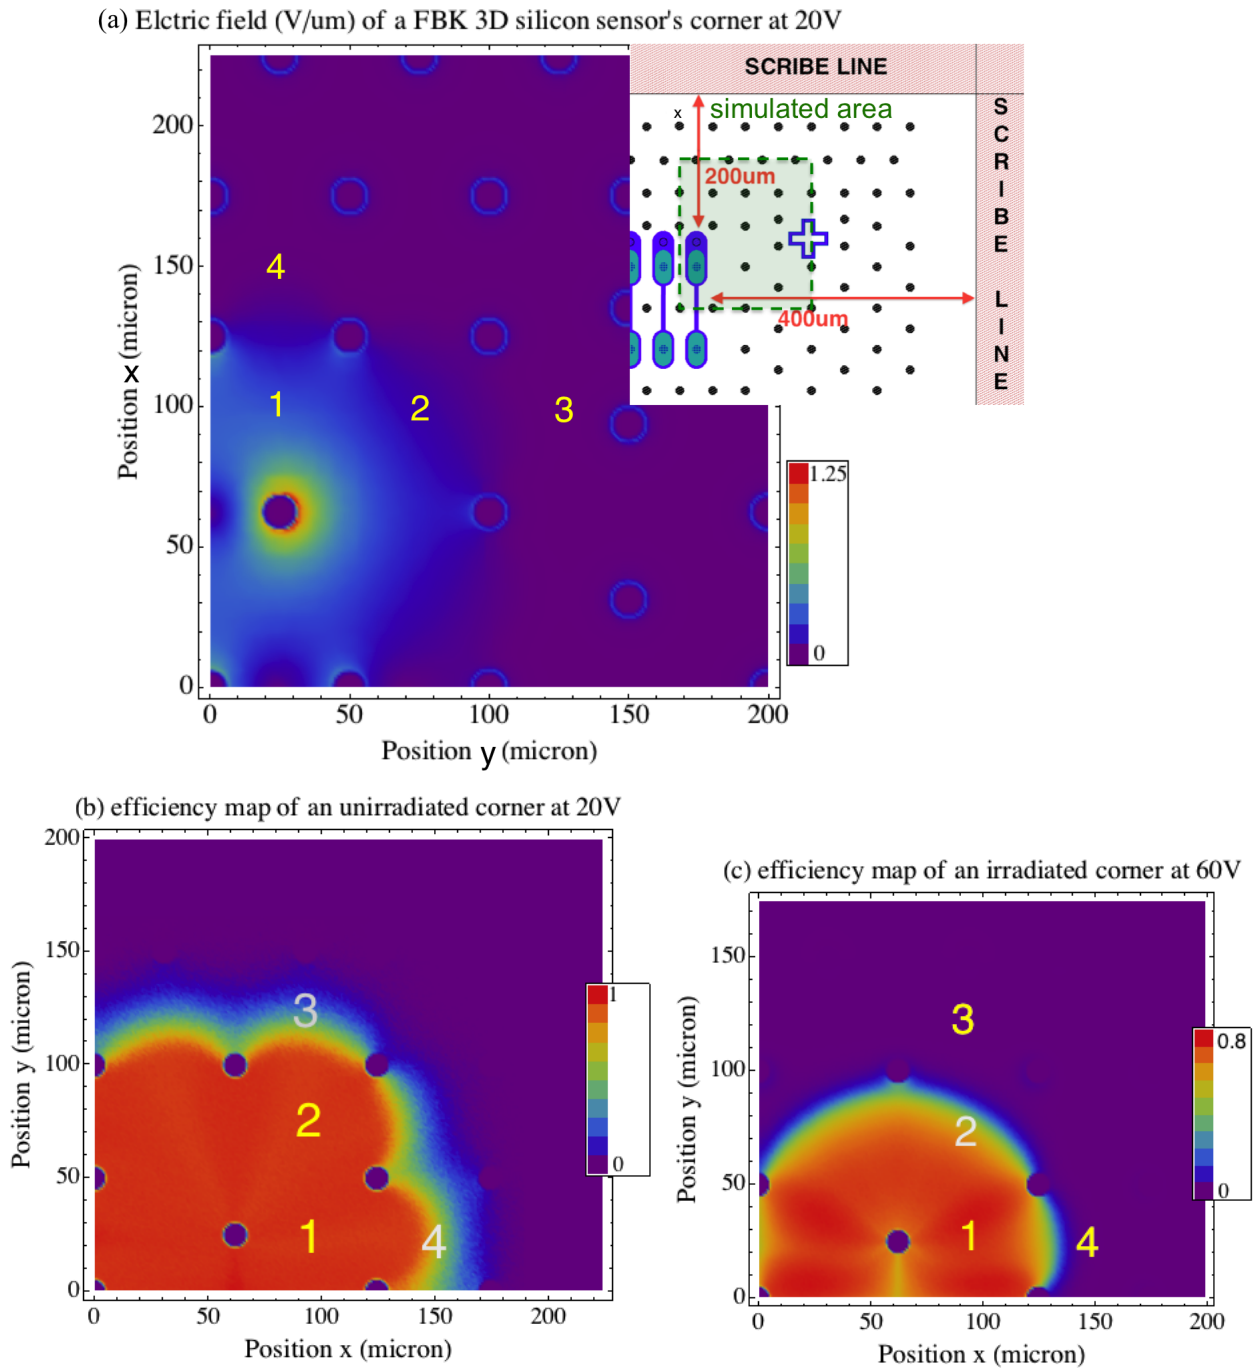 (a) Elctric field (V/um) of a FBK 3D silicon sensor's corner at 20V
SCRIBE LINE
x simulated area
200um
400um
SCRIBE LINE
200
150
100
50
0
Position x (micron)
4
1 2 3
0 50 100 150 200
Position y (micron)
1.25
0
(b) efficiency map of an unirradiated corner at 20V
200
150
100
50
0
Position y (micron)
3
2
1 4
0 50 100 150 200
Position x (micron)
1
0
(c) efficiency map of an irradiated corner at 60V
150
100
50
0
Position y (micron)
3
2
1 4
0 50 100 150 200
Position x (micron)
0.8
0